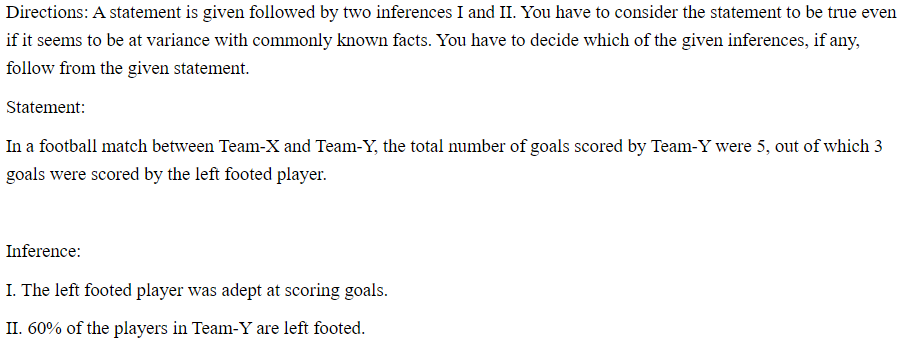 Directions: A statement is given followed by two inferences I and II. You have to consider the statement to be true even
if it seems to be at variance with commonly known facts. You have to decide which of the given inferences, if any,
follow from the given statement.
Statement:
In a football match between Team-X and Team-Y, the total number of goals scored by Team-Y were 5, out of which 3
goals were scored by the left footed player.
Inference:
I. The left footed player was adept at scoring goals.
II. 60% of the players in Team-Y are left footed.